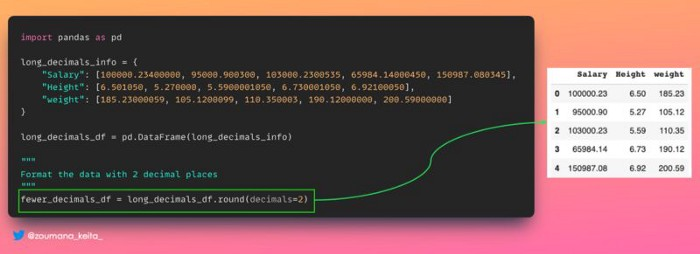 import pandas as pd
long_decimals_info = {
    "Salary": [100000.23400000, 95000.900300, 103000.2300535, 65984.14000450, 150987.080345],
    "Height": [6.501050, 5.270000, 5.5900001050, 6.73001050, 6.92100050],
    "weight": [185.23000059, 105.1200099, 110.350003, 190.12000000, 200.59000000]
}
long_decimals_df = pd.DataFrame(long_decimals_info)
"""
Format the data with 2 decimal places
"""
fewer_decimals_df = long_decimals_df.round(decimals=2)
Salary Height weight
0 100000.23 6.50 185.23
1 95000.90 5.27 105.12
2 103000.23 5.59 110.35
3 65984.14 6.73 190.12
4 150987.08 6.92 200.59
@zoumana_keita_